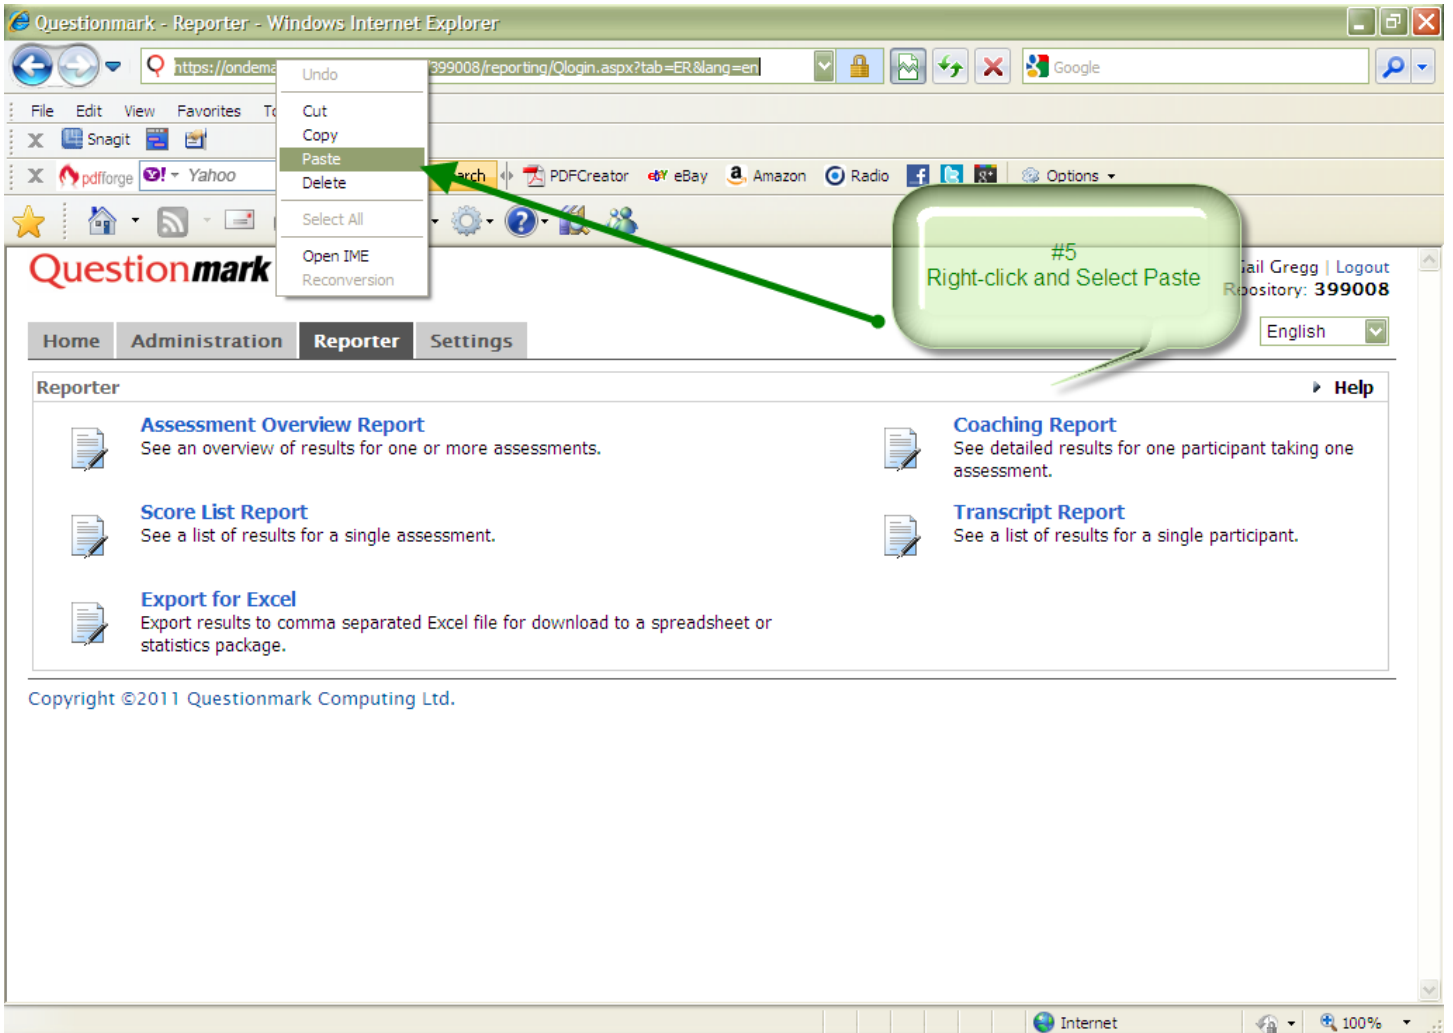 Questionmark - Reporter - Windows Internet Explorer
https://ondema 399008/reporting/Qlogin.aspx?tab=ER&lang=en
Google
Undo
Cut
Copy
Paste
Delete
Select All
Open IME
Reconversion
File Edit View Favorites
X Snagit
X pdfforge Y! Yahoo PDFCreator eBay Amazon Radio Options
#5
Right-click and Select Paste
Questionmark
Gregg | Logout
Repository: 399008
Home Administration Reporter Settings
English
Reporter
Help
Assessment Overview Report
See an overview of results for one or more assessments.
Coaching Report
See detailed results for one participant taking one
assessment.
Score List Report
See a list of results for a single assessment.
Transcript Report
See a list of results for a single participant.
Export for Excel
Export results to comma separated Excel file for download to a spreadsheet or
statistics package.
Copyright ©2011 Questionmark Computing Ltd.
Internet
100%